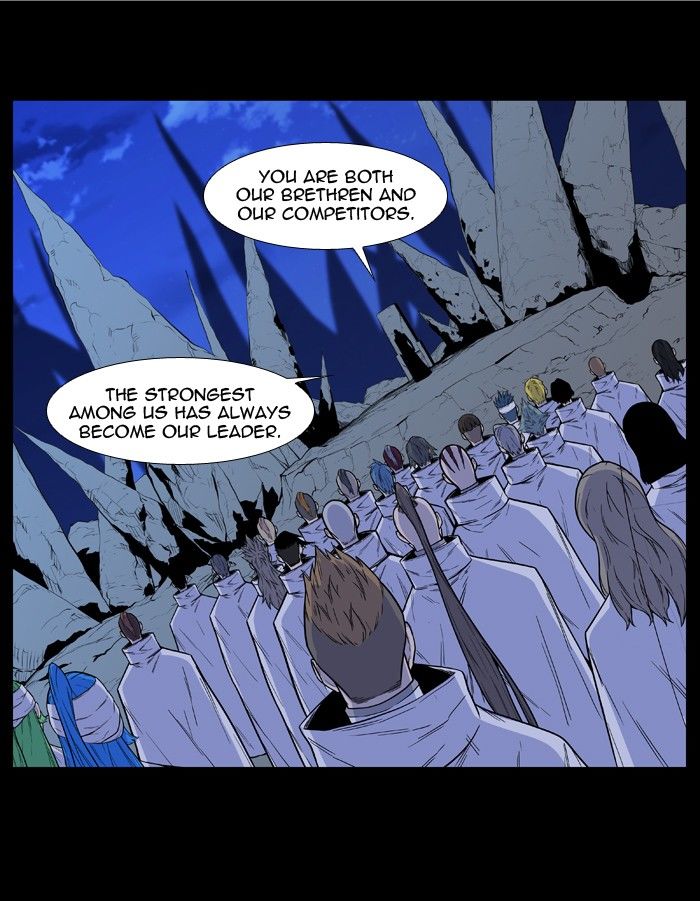 YOU ARE BOTH
OUR BRETHREN AND
OUR COMPETITORS.
THE STRONGEST
AMONG US HAS ALWAYS
BECOME OUR LEADER.